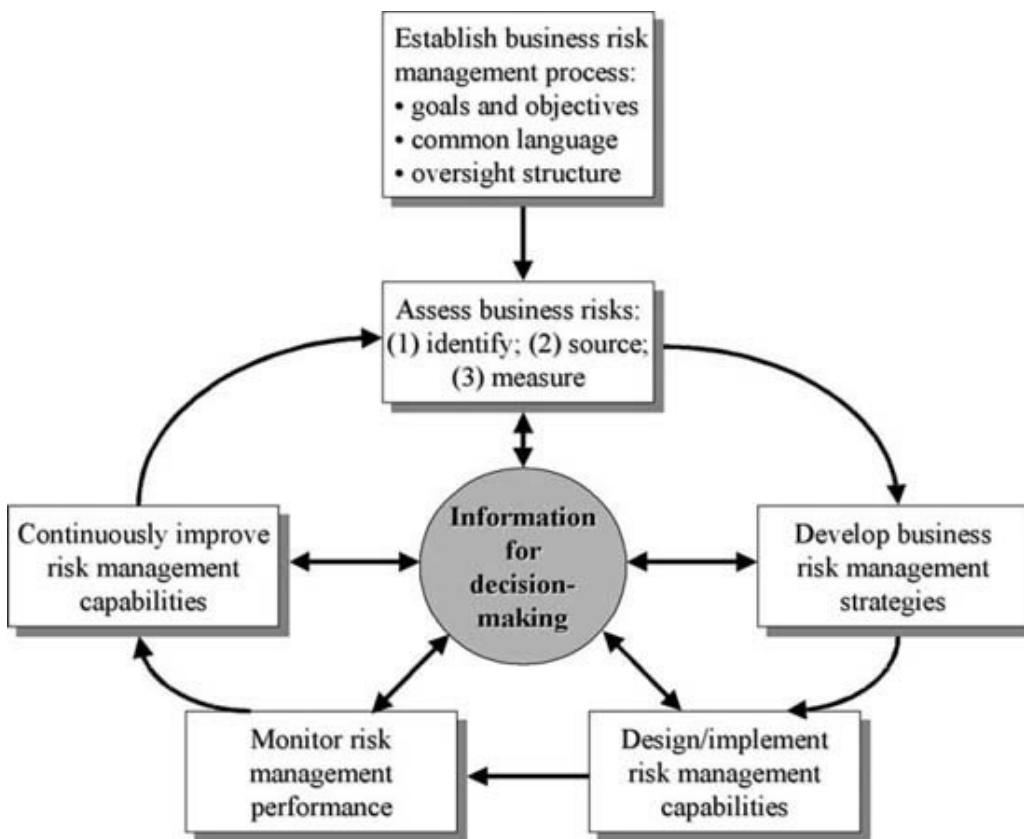 Establish business risk
management process:
• goals and objectives
• common language
• oversight structure
Assess business risks:
(1) identify; (2) source;
(3) measure
Information
for
decision-
making
Continuously improve
risk management
capabilities
Develop business
risk management
strategies
Monitor risk
management
performance
Design/implement
risk management
capabilities